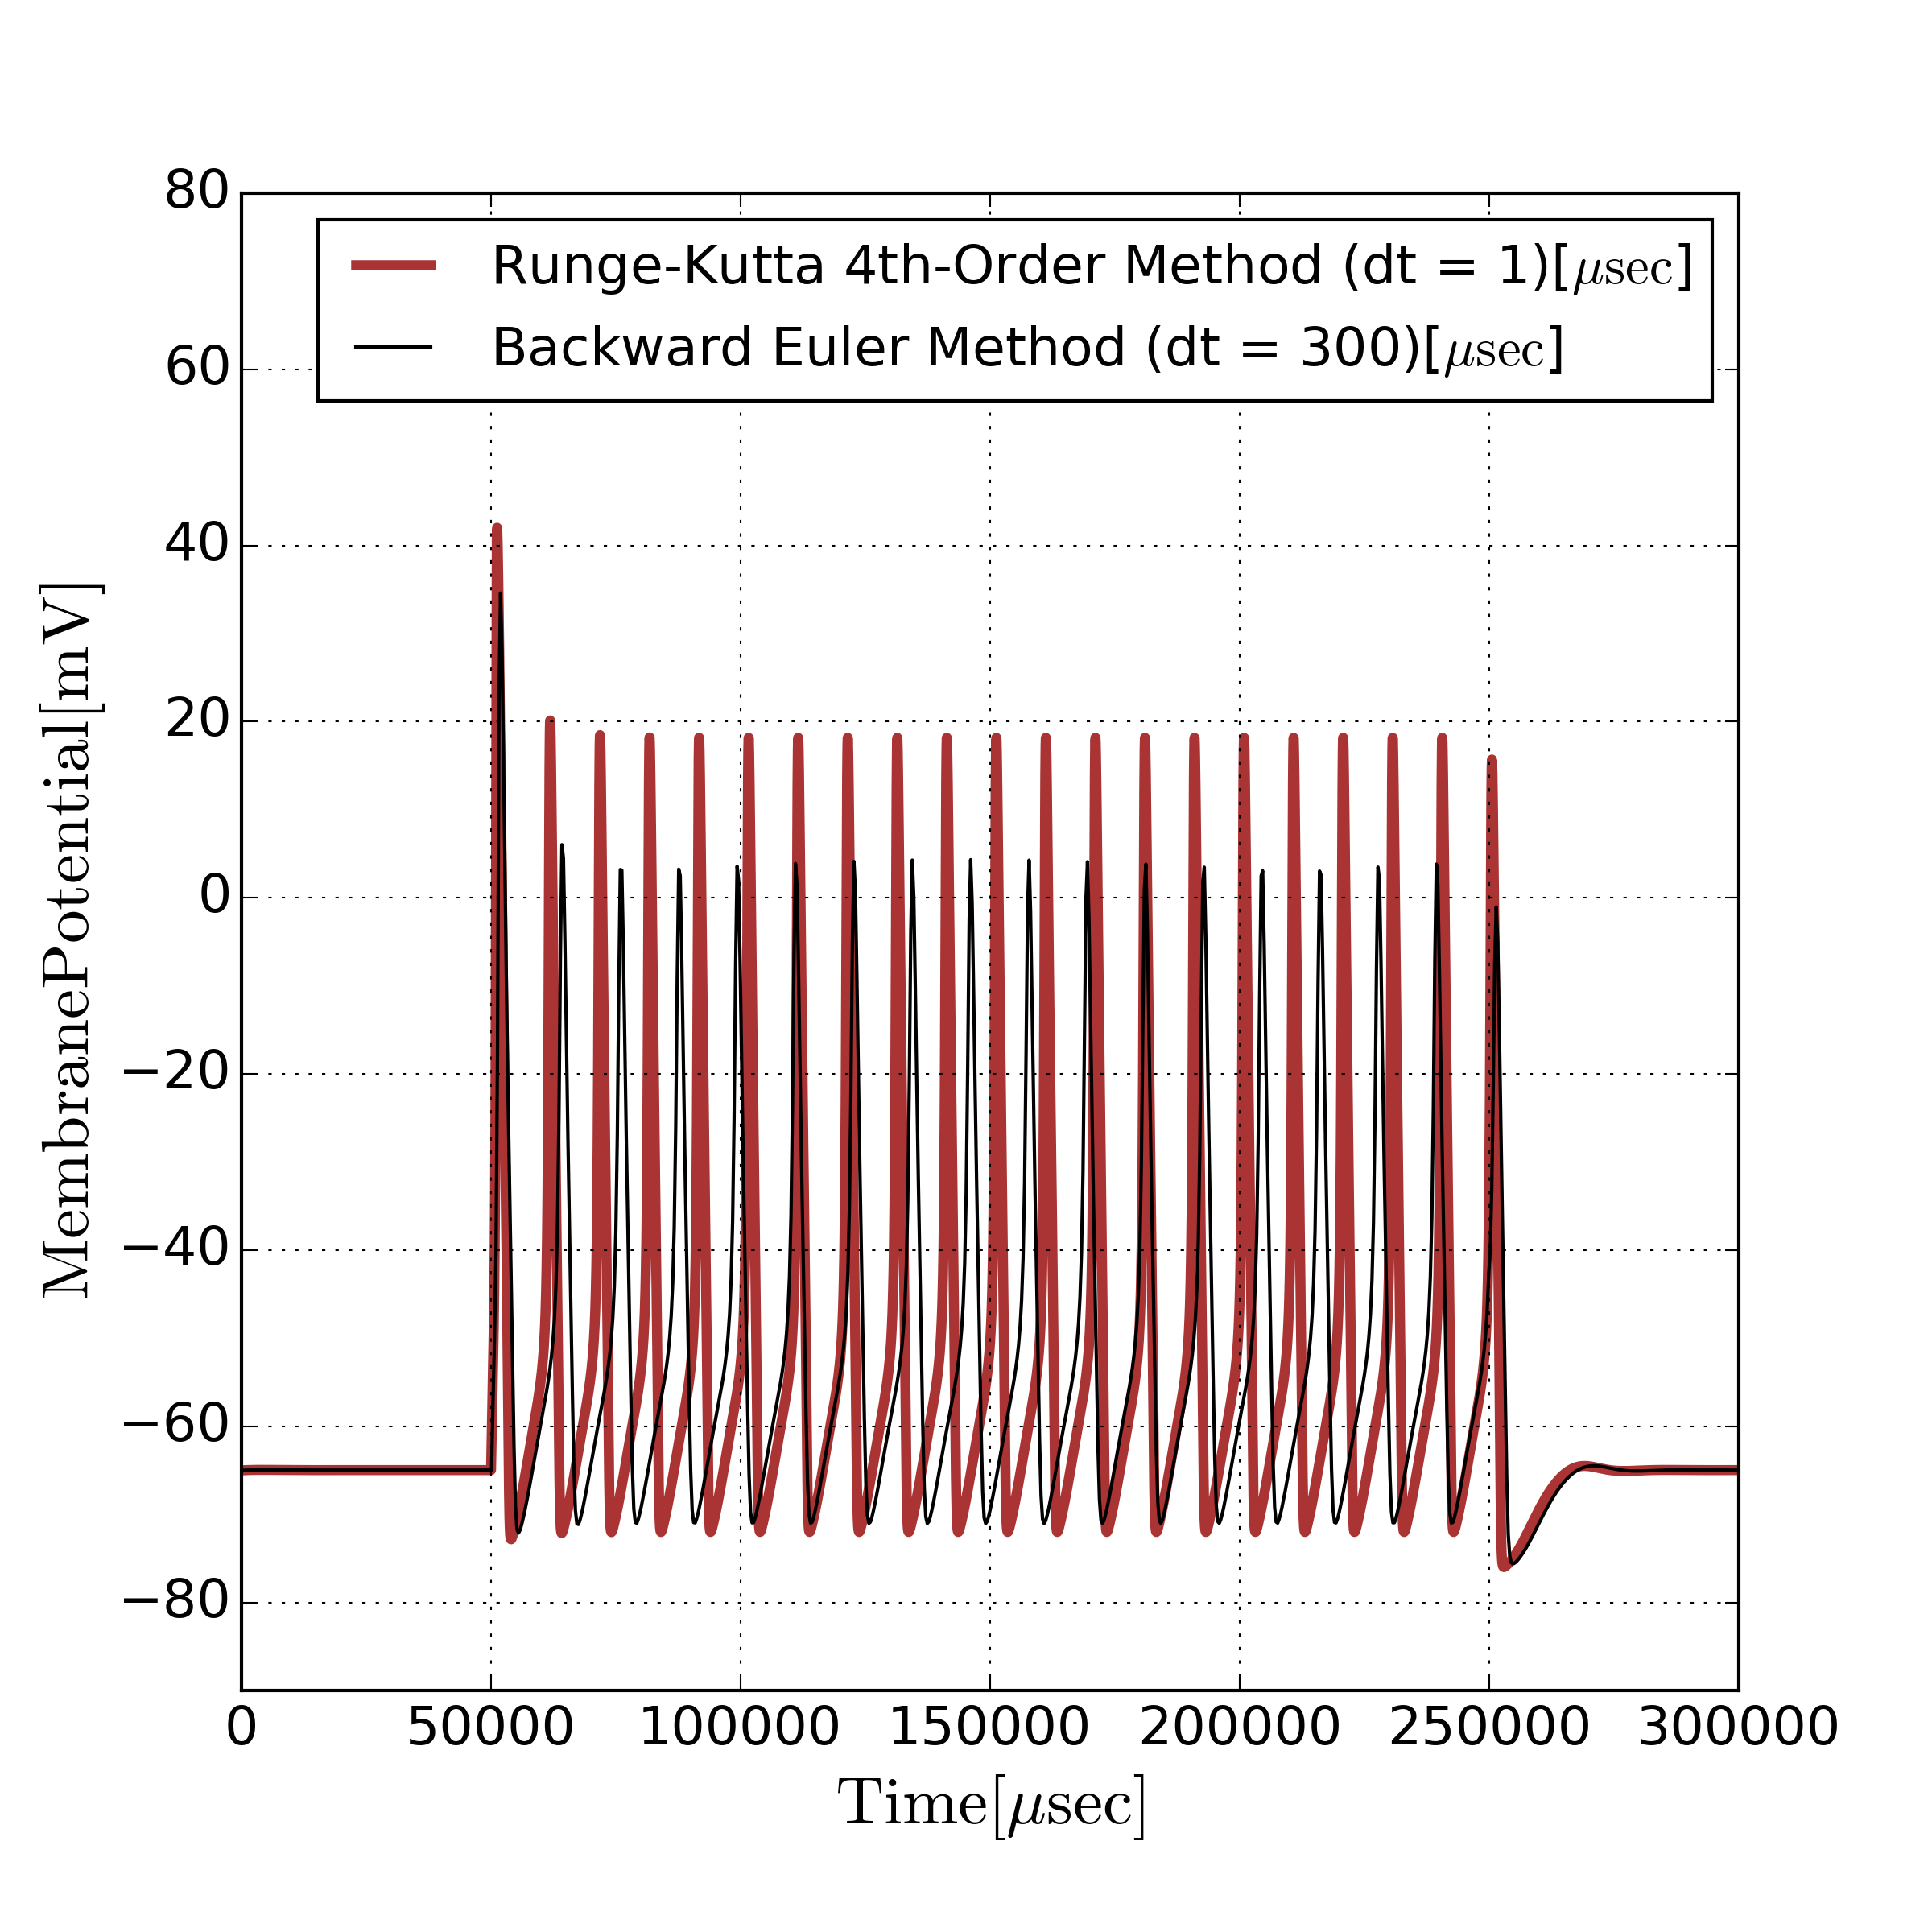 Runge-Kutta 4th-Order Method (dt = 1)[μsec]
Backward Euler Method (dt = 300)[μsec]
80
60
40
20
0
−20
−40
−60
−80
MembranePotential[mV]
0 50000 100000 150000 200000 250000 300000
Time[μsec]